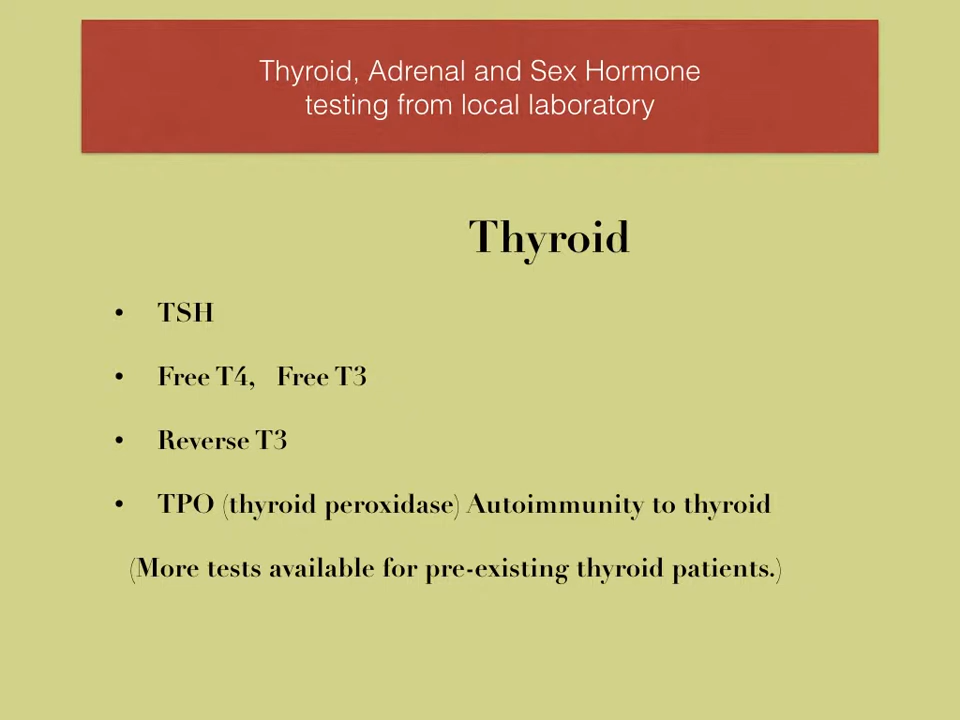 Thyroid, Adrenal and Sex Hormone
testing from local laboratory
Thyroid
• TSH
• Free T4, Free T3
• Reverse T3
• TPO (thyroid peroxidase) Autoimmunity to thyroid
(More tests available for pre-existing thyroid patients.)